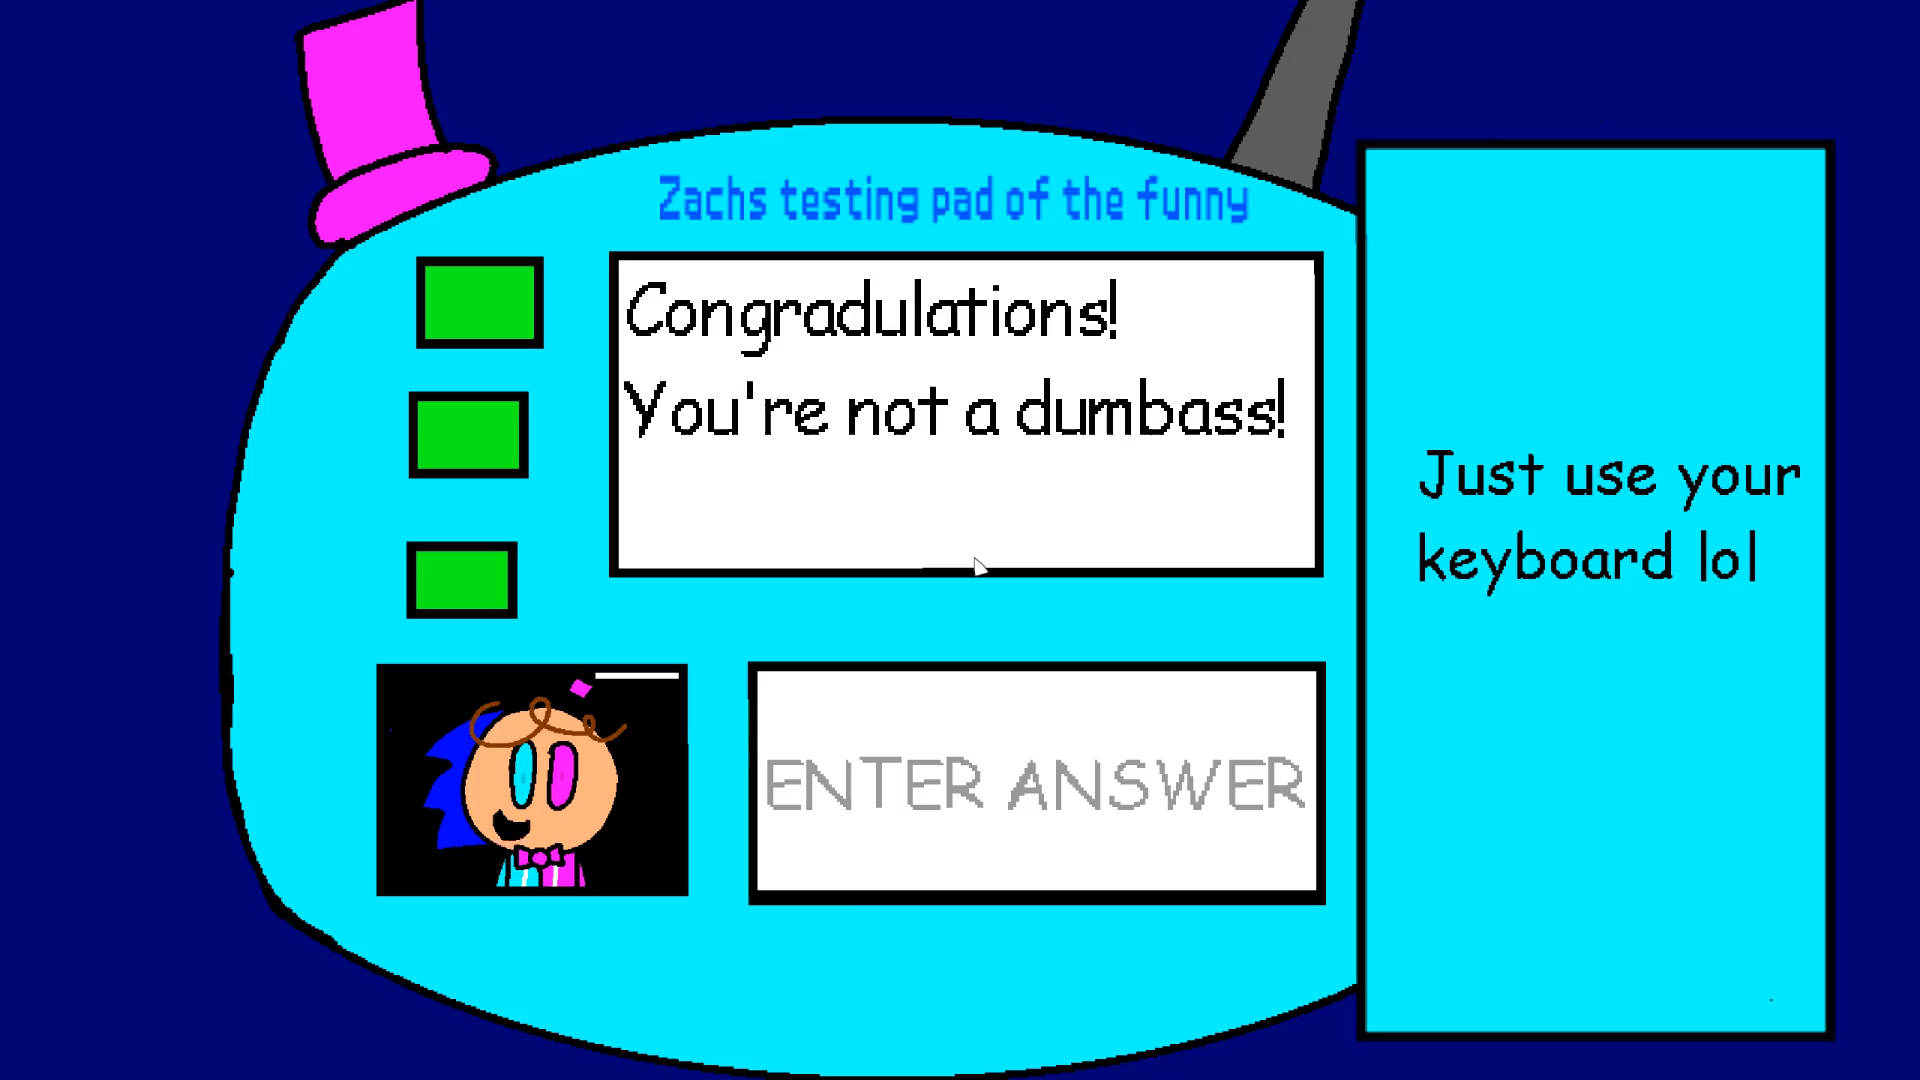 Zachs testing pad of the funny
Congradulations!
You're not a dumbass!
Just use your
keyboard lol
ENTER ANSWER